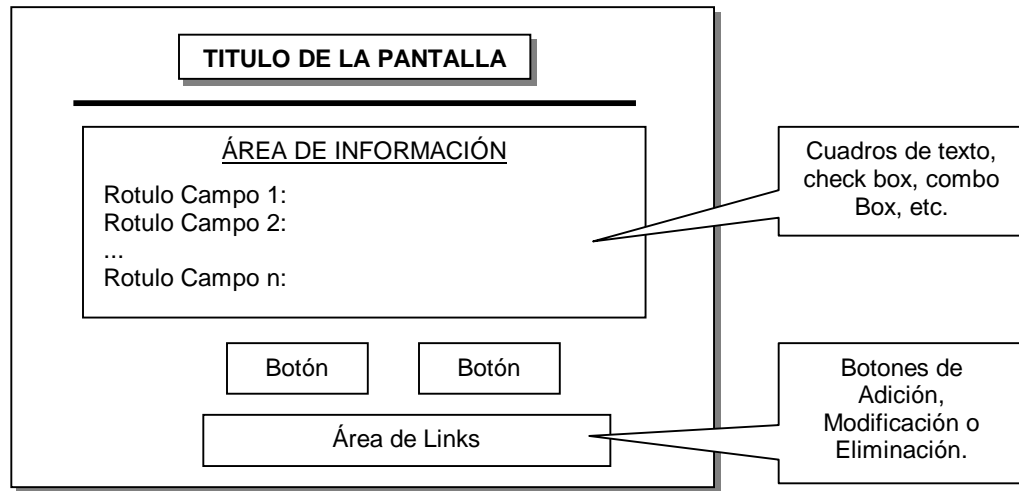 TITULO DE LA PANTALLA
ÁREA DE INFORMACIÓN
Rotulo Campo 1:
Rotulo Campo 2:
...
Rotulo Campo n:
Cuadros de texto,
check box, combo
Box, etc.
Botón
Botón
Área de Links
Botones de
Adición,
Modificación o
Eliminación.